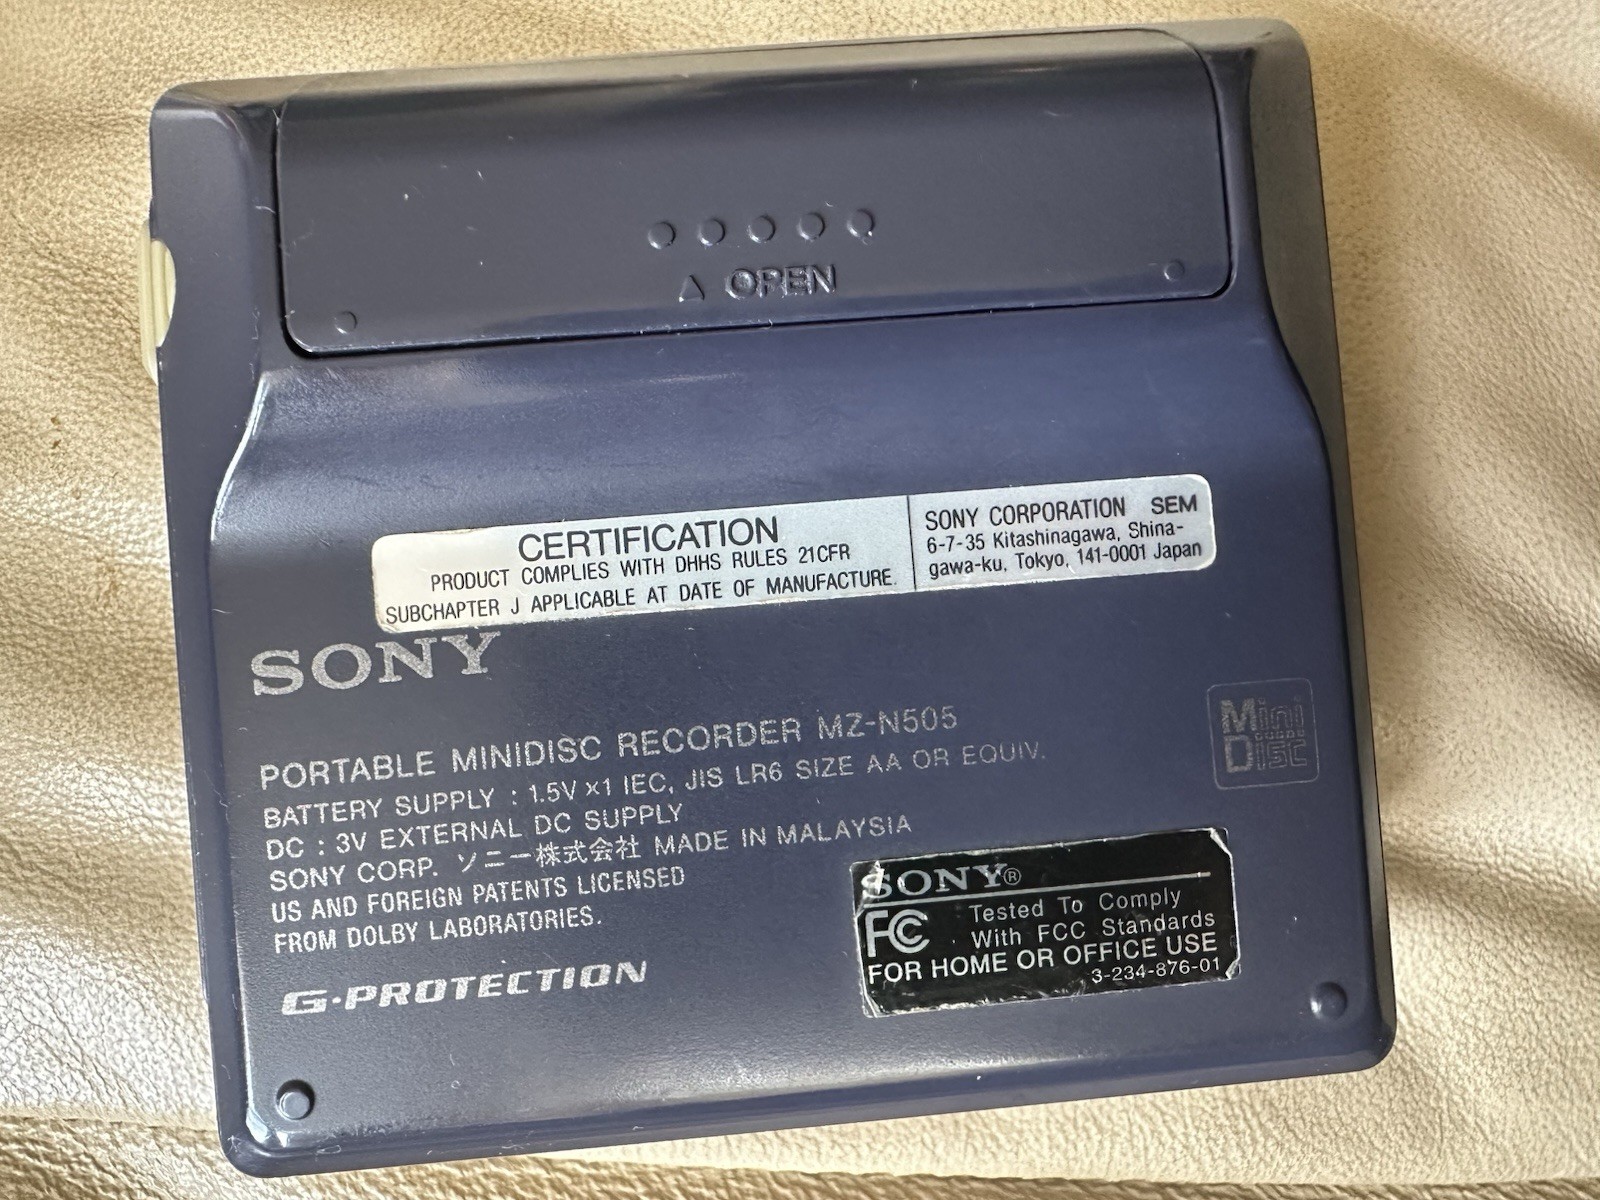 △ OPEN
CERTIFICATION
PRODUCT COMPLIES WITH DHHS RULES 21CFR
SUBCHAPTER J APPLICABLE AT DATE OF MANUFACTURE.
SONY CORPORATION SEM
6-7-35 Kitashinagawa, Shina-
gawa-ku, Tokyo, 141-0001 Japan
SONY
PORTABLE MINIDISC RECORDER MZ-N505
BATTERY SUPPLY : 1.5V x1 IEC, JIS LR6 SIZE AA OR EQUIV.
DC : 3V EXTERNAL DC SUPPLY
SONY CORP. ソニー株式会社 MADE IN MALAYSIA
US AND FOREIGN PATENTS LICENSED
FROM DOLBY LABORATORIES.
G-PROTECTION
Mini
Disc
SONY®
FC Tested To Comply
With FCC Standards
FOR HOME OR OFFICE USE
3-234-876-01